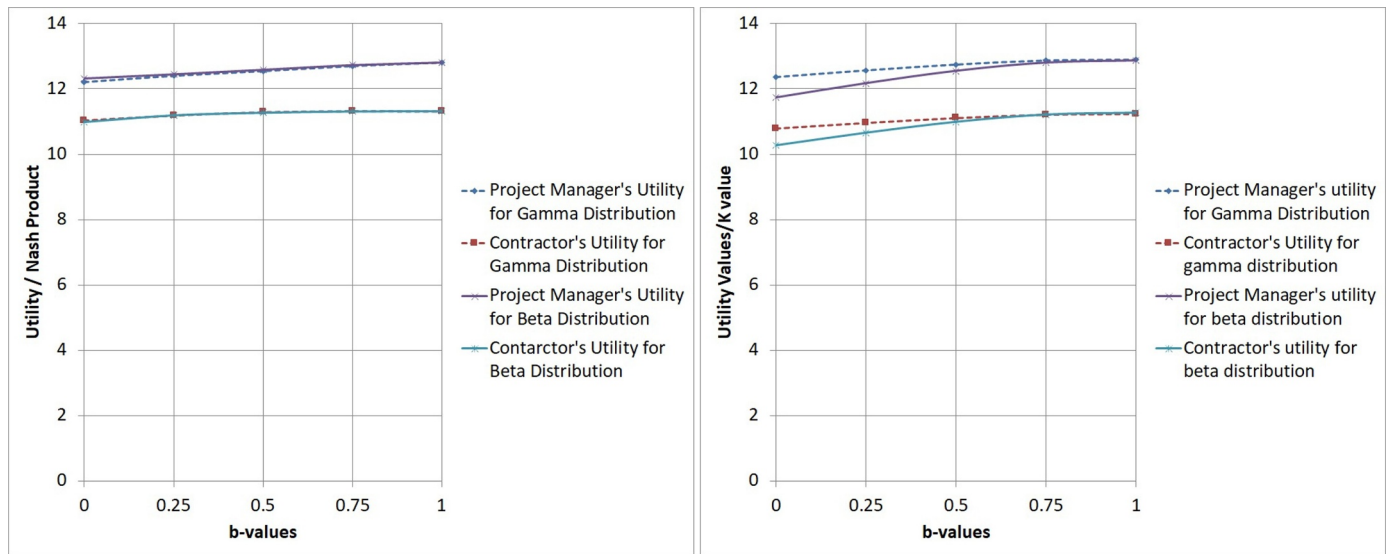 14
12
10
8
6
4
2
0
Utility / Nash Product
0
0.25
0.5
0.75
1
b-values
Project Manager's Utility
for Gamma Distribution
Contractor's Utility for
Gamma Distribution
Project Manager's Utility
for Beta Distribution
Contarctor's Utility for
Beta Distribution
14
12
10
8
6
4
2
0
Utility Values/K value
0
0.25
0.5
0.75
1
b-values
Project Manager's utility
for Gamma Distribution
Contractor's Utility for
gamma distribution
Project Manager's utility
for beta distribution
Contractor's utility for
beta distribution